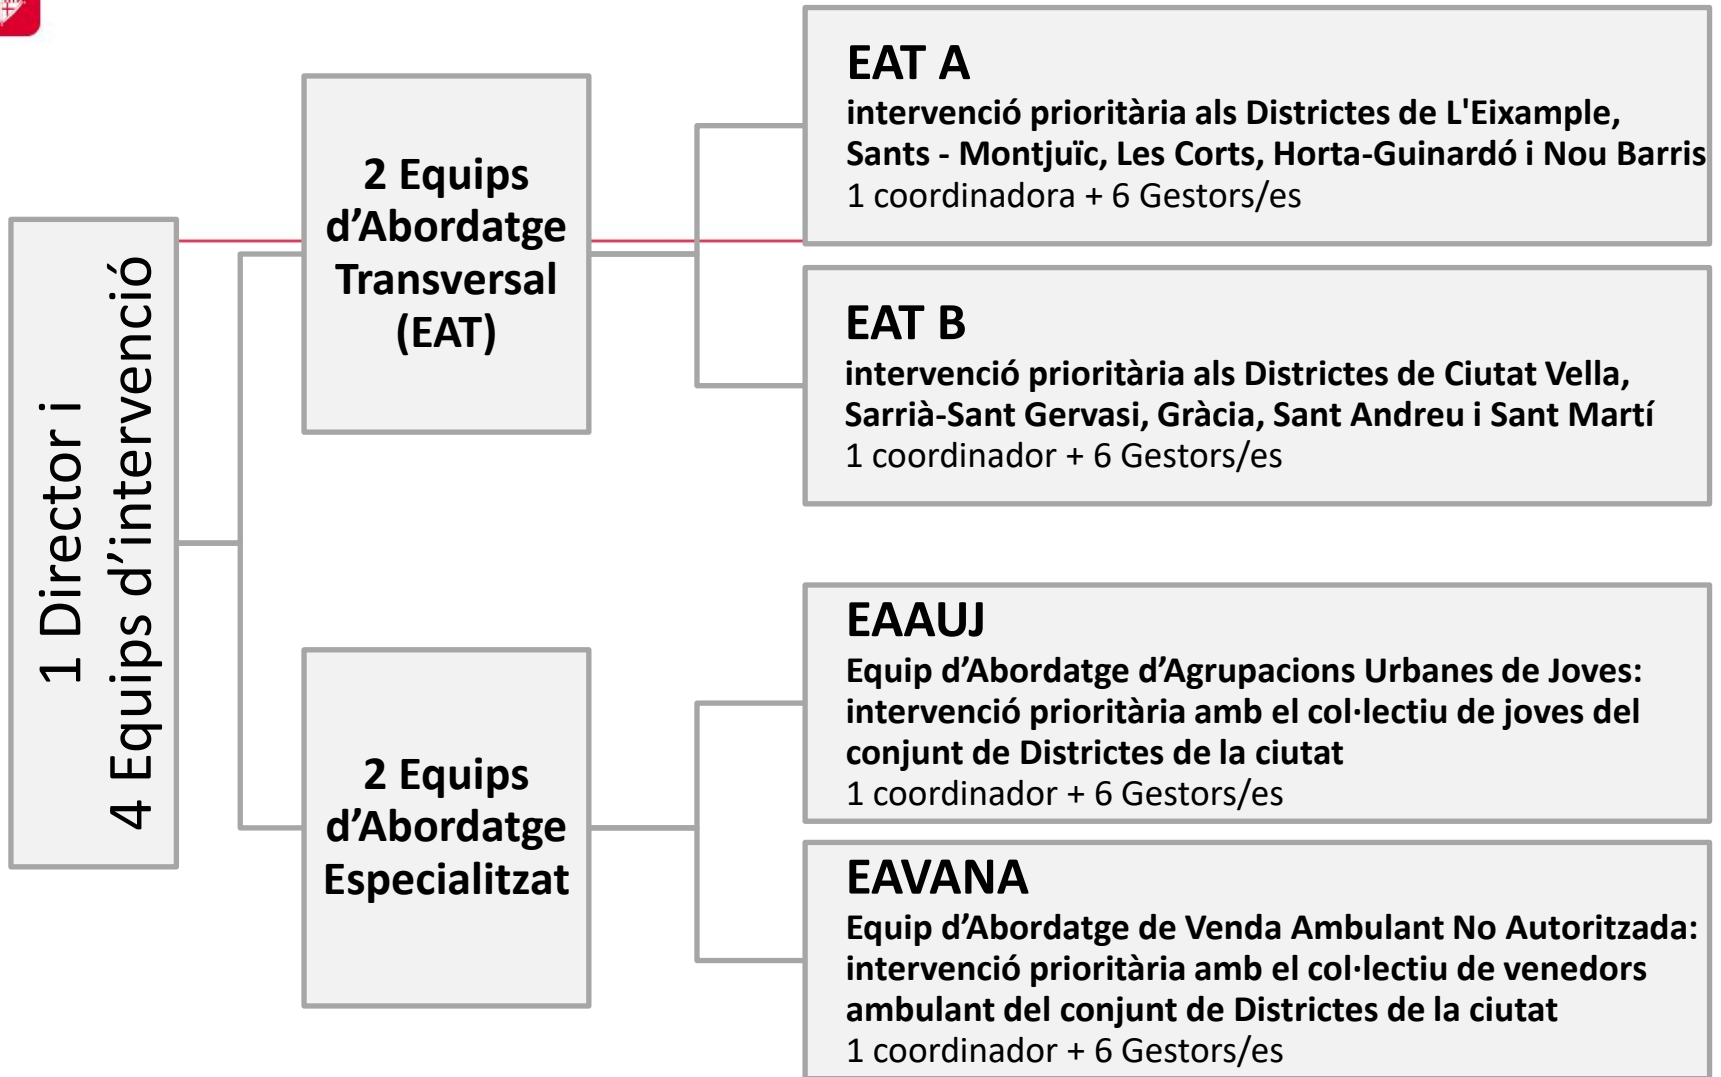 1 Director i
4 Equips d’intervenció
2 Equips
d’Abordatge
Transversal
(EAT)
EAT A
intervenció prioritària als Districtes de L'Eixample,
Sants - Montjuïc, Les Corts, Horta-Guinardó i Nou Barris
1 coordinadora + 6 Gestors/es
EAT B
intervenció prioritària als Districtes de Ciutat Vella,
Sarrià-Sant Gervasi, Gràcia, Sant Andreu i Sant Martí
1 coordinador + 6 Gestors/es
2 Equips
d’Abordatge
Especialitzat
EAAUJ
Equip d’Abordatge d’Agrupacions Urbanes de Joves:
intervenció prioritària amb el col·lectiu de joves del
conjunt de Districtes de la ciutat
1 coordinador + 6 Gestors/es
EAVANA
Equip d’Abordatge de Venda Ambulant No Autoritzada:
intervenció prioritària amb el col·lectiu de venedors
ambulant del conjunt de Districtes de la ciutat
1 coordinador + 6 Gestors/es